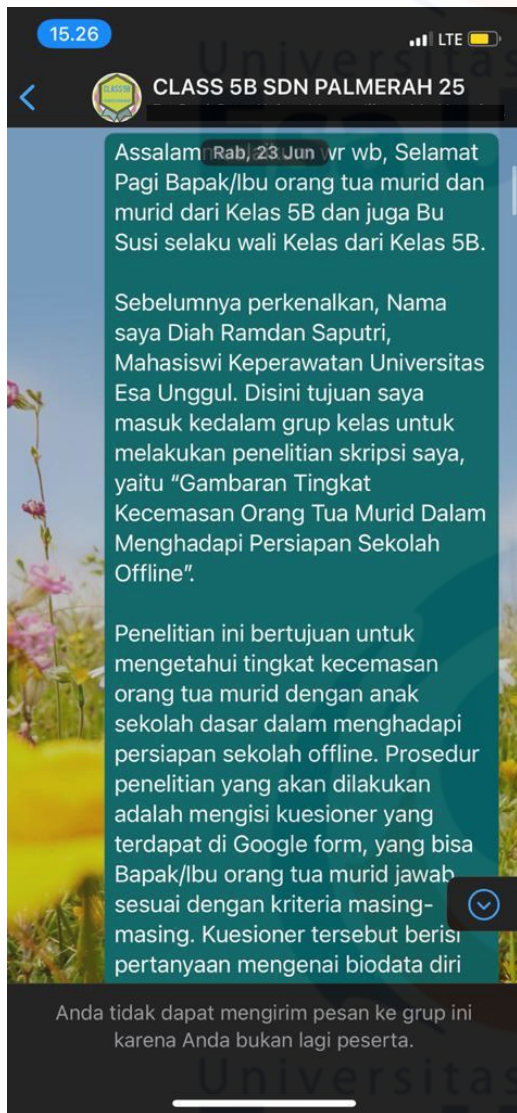 15.26
LTE
CLASS 5B SDN PALMERAH 25
Rab, 23 Jun
wr wb, Selamat
Pagi Bapak/Ibu orang tua murid dan
murid dari Kelas 5B dan juga Bu
Susi selaku wali Kelas dari Kelas 5B.
Sebelumnya perkenalkan, Nama
saya Diah Ramdan Saputri,
Mahasiswi Keperawatan Universitas
Esa Unggul. Disini tujuan saya
masuk kedalam grup kelas untuk
melakukan penelitian skripsi saya,
yaitu “Gambaran Tingkat
Kecemasan Orang Tua Murid Dalam
Menghadapi Persiapan Sekolah
Offline”.
Penelitian ini bertujuan untuk
mengetahui tingkat kecemasan
orang tua murid dengan anak
sekolah dasar dalam menghadapi
persiapan sekolah offline. Prosedur
penelitian yang akan dilakukan
adalah mengisi kuesioner yang
terdapat di Google form, yang bisa
Bapak/Ibu orang tua murid jawab
sesuai dengan kriteria masing-
masing. Kuesioner tersebut berisi
pertanyaan mengenai biodata diri
Anda tidak dapat mengirim pesan ke grup ini
karena Anda bukan lagi peserta.
Universitas